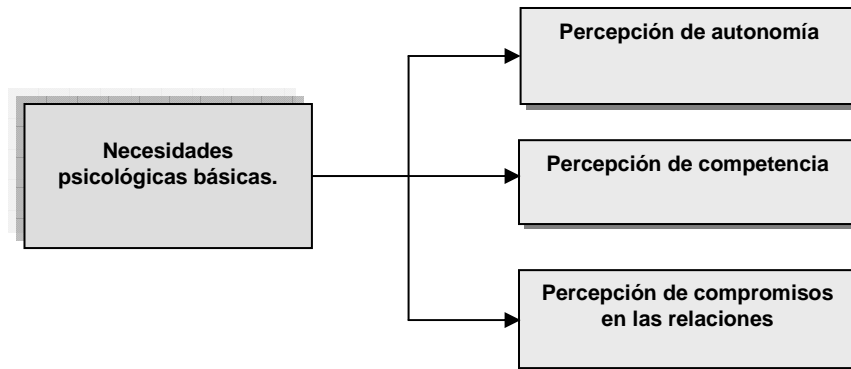 Necesidades
psicológicas básicas.
Percepción de autonomía
Percepción de competencia
Percepción de compromisos
en las relaciones